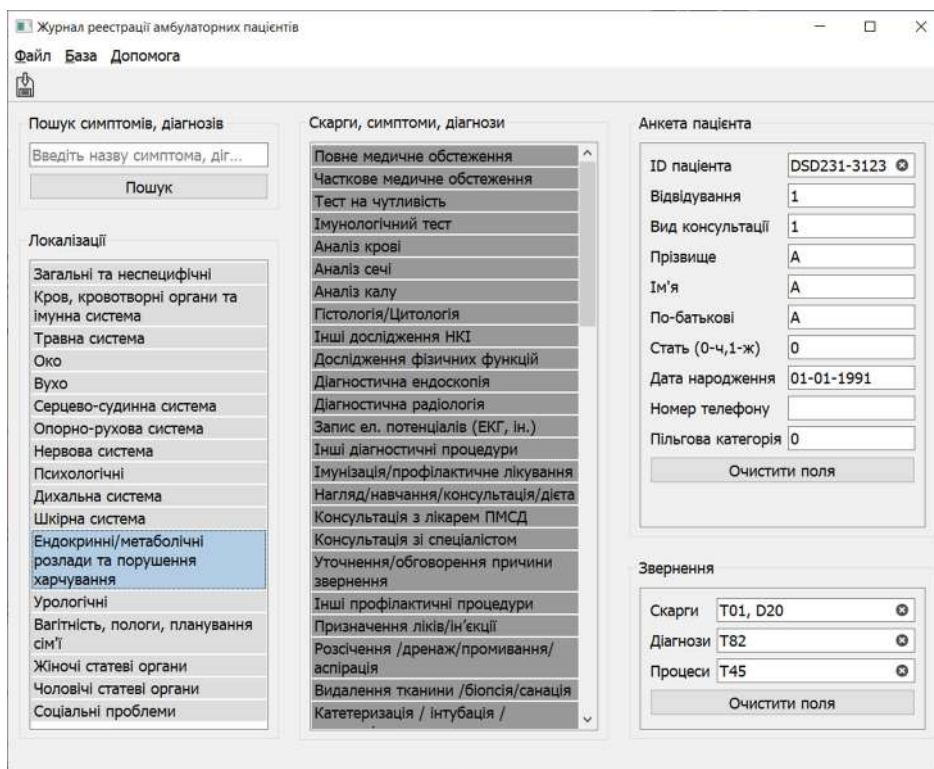 Журнал реєстрації амбулаторних пацієнтів
Файл База Допомога
Пошук симптомів, діагнозів
Введіть назву симптома, діг...
Пошук
Локалізації
Загальні та неспецифічні
Кров, кровотворні органи та
імунна система
Травна система
Око
Вухо
Серцево-судинна система
Опорно-рухова система
Нервова система
Психологічні
Дихальна система
Шкірна система
Ендокринні/метаболічні
розлади та порушення
харчування
Урологічні
Вагітність, пологи, планування
сім'ї
Жіночі статеві органи
Чоловічі статеві органи
Соціальні проблеми
Скарги, симптоми, діагнози
Повне медичне обстеження
Часткове медичне обстеження
Тест на чутливість
Імунологічний тест
Аналіз крові
Аналіз сечі
Аналіз калу
Гістологія/Цитологія
Інші дослідження НКІ
Дослідження фізичних функцій
Діагностична ендоскопія
Діагностична радіологія
Запис ел. потенціалів (ЕКГ, ін.)
Інші діагностичні процедури
Імунізація/профілактичне лікування
Нагляд/навчання/консультація/дієта
Консультація з лікарем ПМСД
Консультація зі спеціалістом
Уточнення/обговорення причини
звернення
Інші профілактичні процедури
Призначення ліків/ін'єкції
Розсічення /дренаж/промивання/
аспірація
Видалення тканини /біопсія/санація
Катетеризація / інтубація /
Анкета пацієнта
ID паціента DSD231-3123
Відвідування 1
Вид консультації 1
Прізвище A
Ім'я A
По-батькові A
Стать (0-ч,1-ж) 0
Дата народження 01-01-1991
Номер телефону
Пільгова категорія 0
Очистити поля
Звернення
Скарги T01, D20
Діагнози T82
Процеси T45
Очистити поля